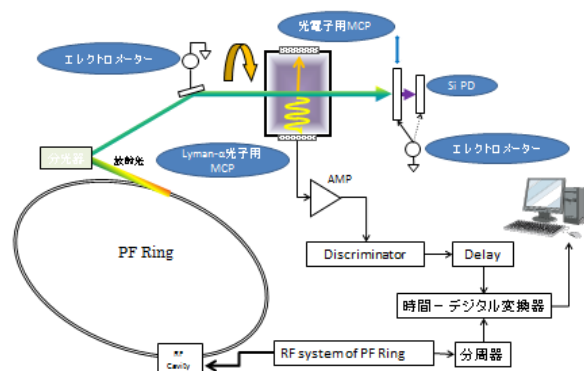 光電子用MCP
エレクトロメーター
Si PD
分光器
放射光
Lyman-α光子用
MCP
エレクトロメーター
AMP
PF Ring
Discriminator
Delay
時間－デジタル変換器
RF system of PF Ring
分周器
RF
Cavity